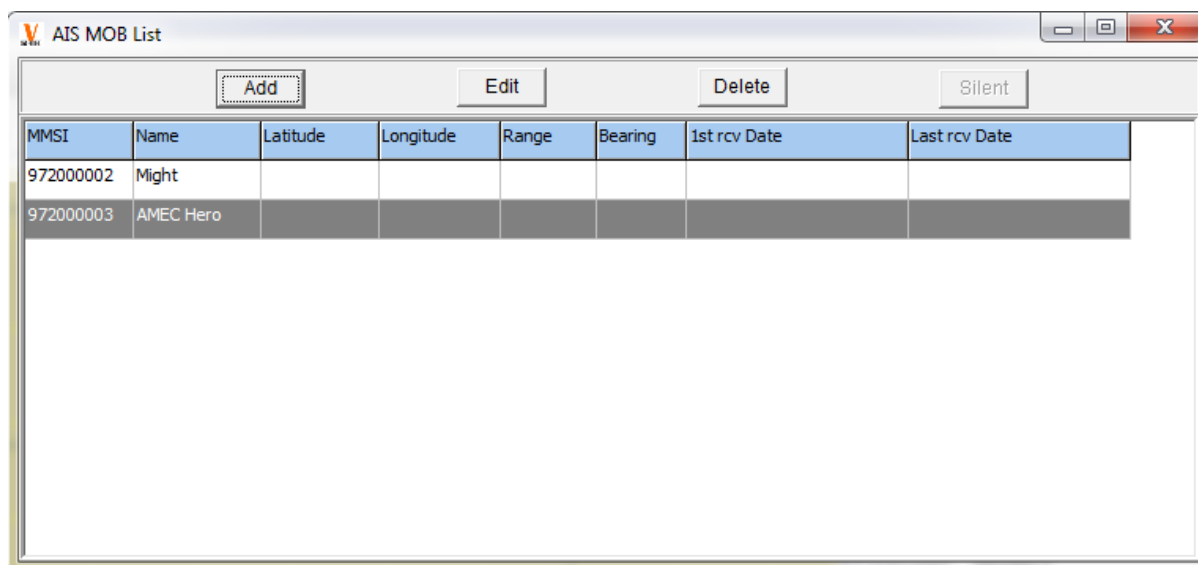 AIS MOB List
Add Edit Delete Silent
MMSI Name Latitude Longitude Range Bearing 1st rcv Date Last rcv Date
972000002 Might
972000003 AMEC Hero